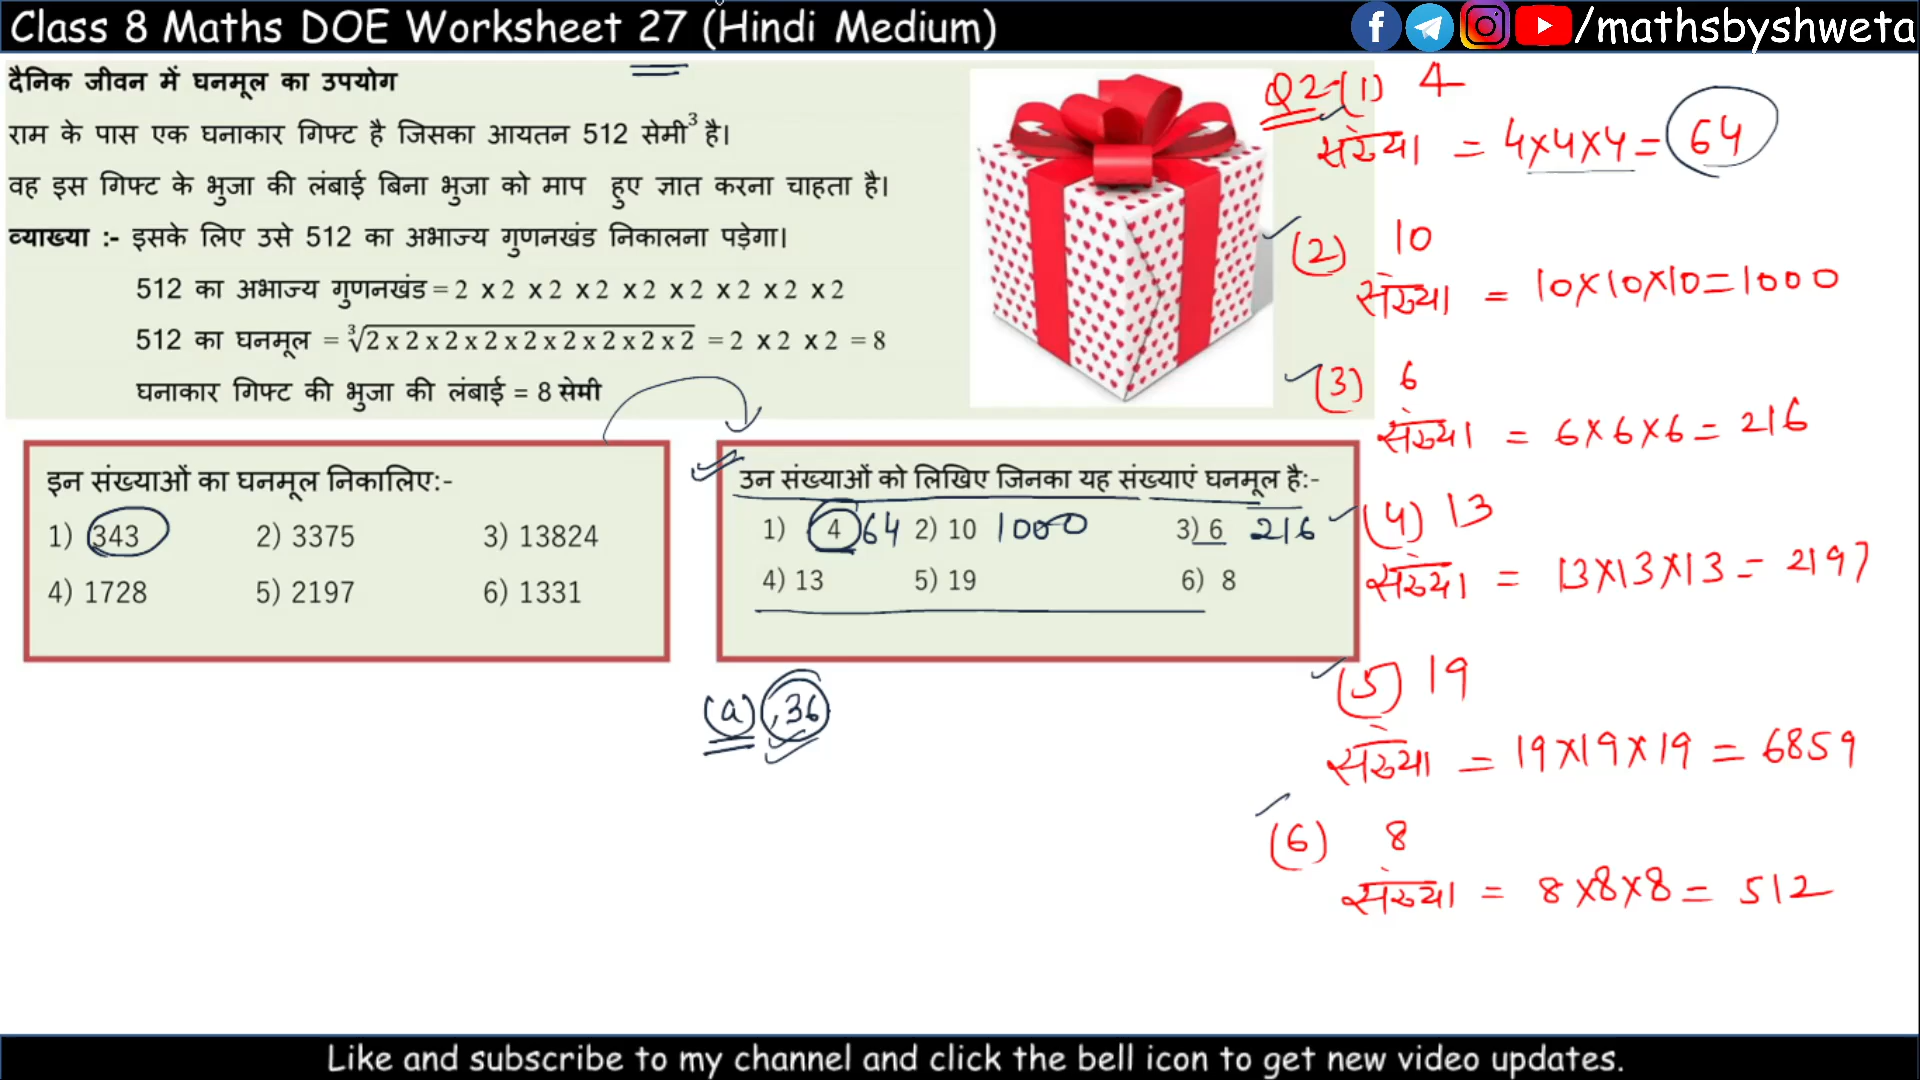 Class 8 Maths DOE Worksheet 27 (Hindi Medium)
/mathsbyshweta
दैनिक जीवन में घनमूल का उपयोग
राम के पास एक घनाकार गिफ्ट है जिसका आयतन 512 सेमी³ है।
वह इस गिफ्ट के भुजा की लंबाई बिना भुजा को माप हुए ज्ञात करना चाहता है।
व्याख्या :- इसके लिए उसे 512 का अभाज्य गुणनखंड निकालना पड़ेगा।
512 का अभाज्य गुणनखंड = 2 x 2 x 2 x 2 x 2 x 2 x 2 x 2 x 2
512 का घनमूल = ∛2 x 2 x 2 x 2 x 2 x 2 x 2 x 2 x 2 = 2 x 2 x 2 = 8
घनाकार गिफ्ट की भुजा की लंबाई = 8 सेमी
इन संख्याओं का घनमूल निकालिए:-
1) 343 2) 3375 3) 13824
4) 1728 5) 2197 6) 1331
उन संख्याओं को लिखिए जिनका यह संख्याएं घनमूल है:-
1) 4 64 2) 10 1000 3) 6 216
4) 13 5) 19 6) 8
(a) 36
Q2-(1) 4
संख्या = 4x4x4 = 64
(2) 10
संख्या = 10x10x10=1000
(3) 6
संख्या = 6x6x6 = 216
(4) 13
संख्या = 13x13x13 = 2197
(5) 19
संख्या = 19x19x19 = 6859
(6) 8
संख्या = 8x8x8 = 512
Like and subscribe to my channel and click the bell icon to get new video updates.